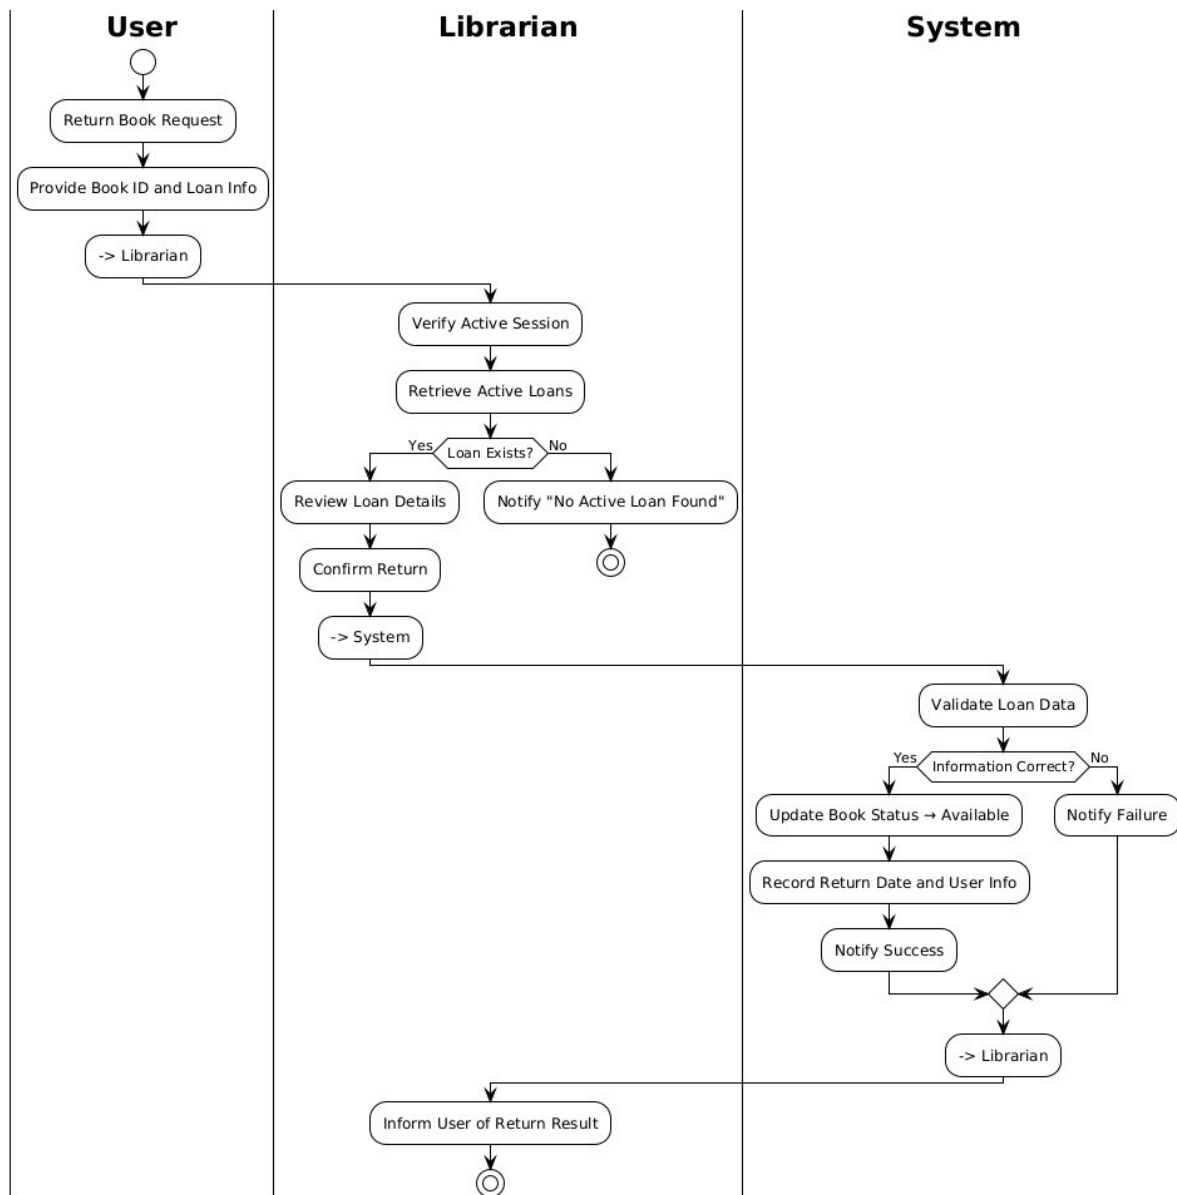 User
Librarian
System
Return Book Request
Provide Book ID and Loan Info
-> Librarian
Verify Active Session
Retrieve Active Loans
Yes
Loan Exists?
No
Review Loan Details
Notify "No Active Loan Found"
Confirm Return
-> System
Validate Loan Data
Yes
Information Correct?
No
Update Book Status → Available
Notify Failure
Record Return Date and User Info
Notify Success
-> Librarian
Inform User of Return Result